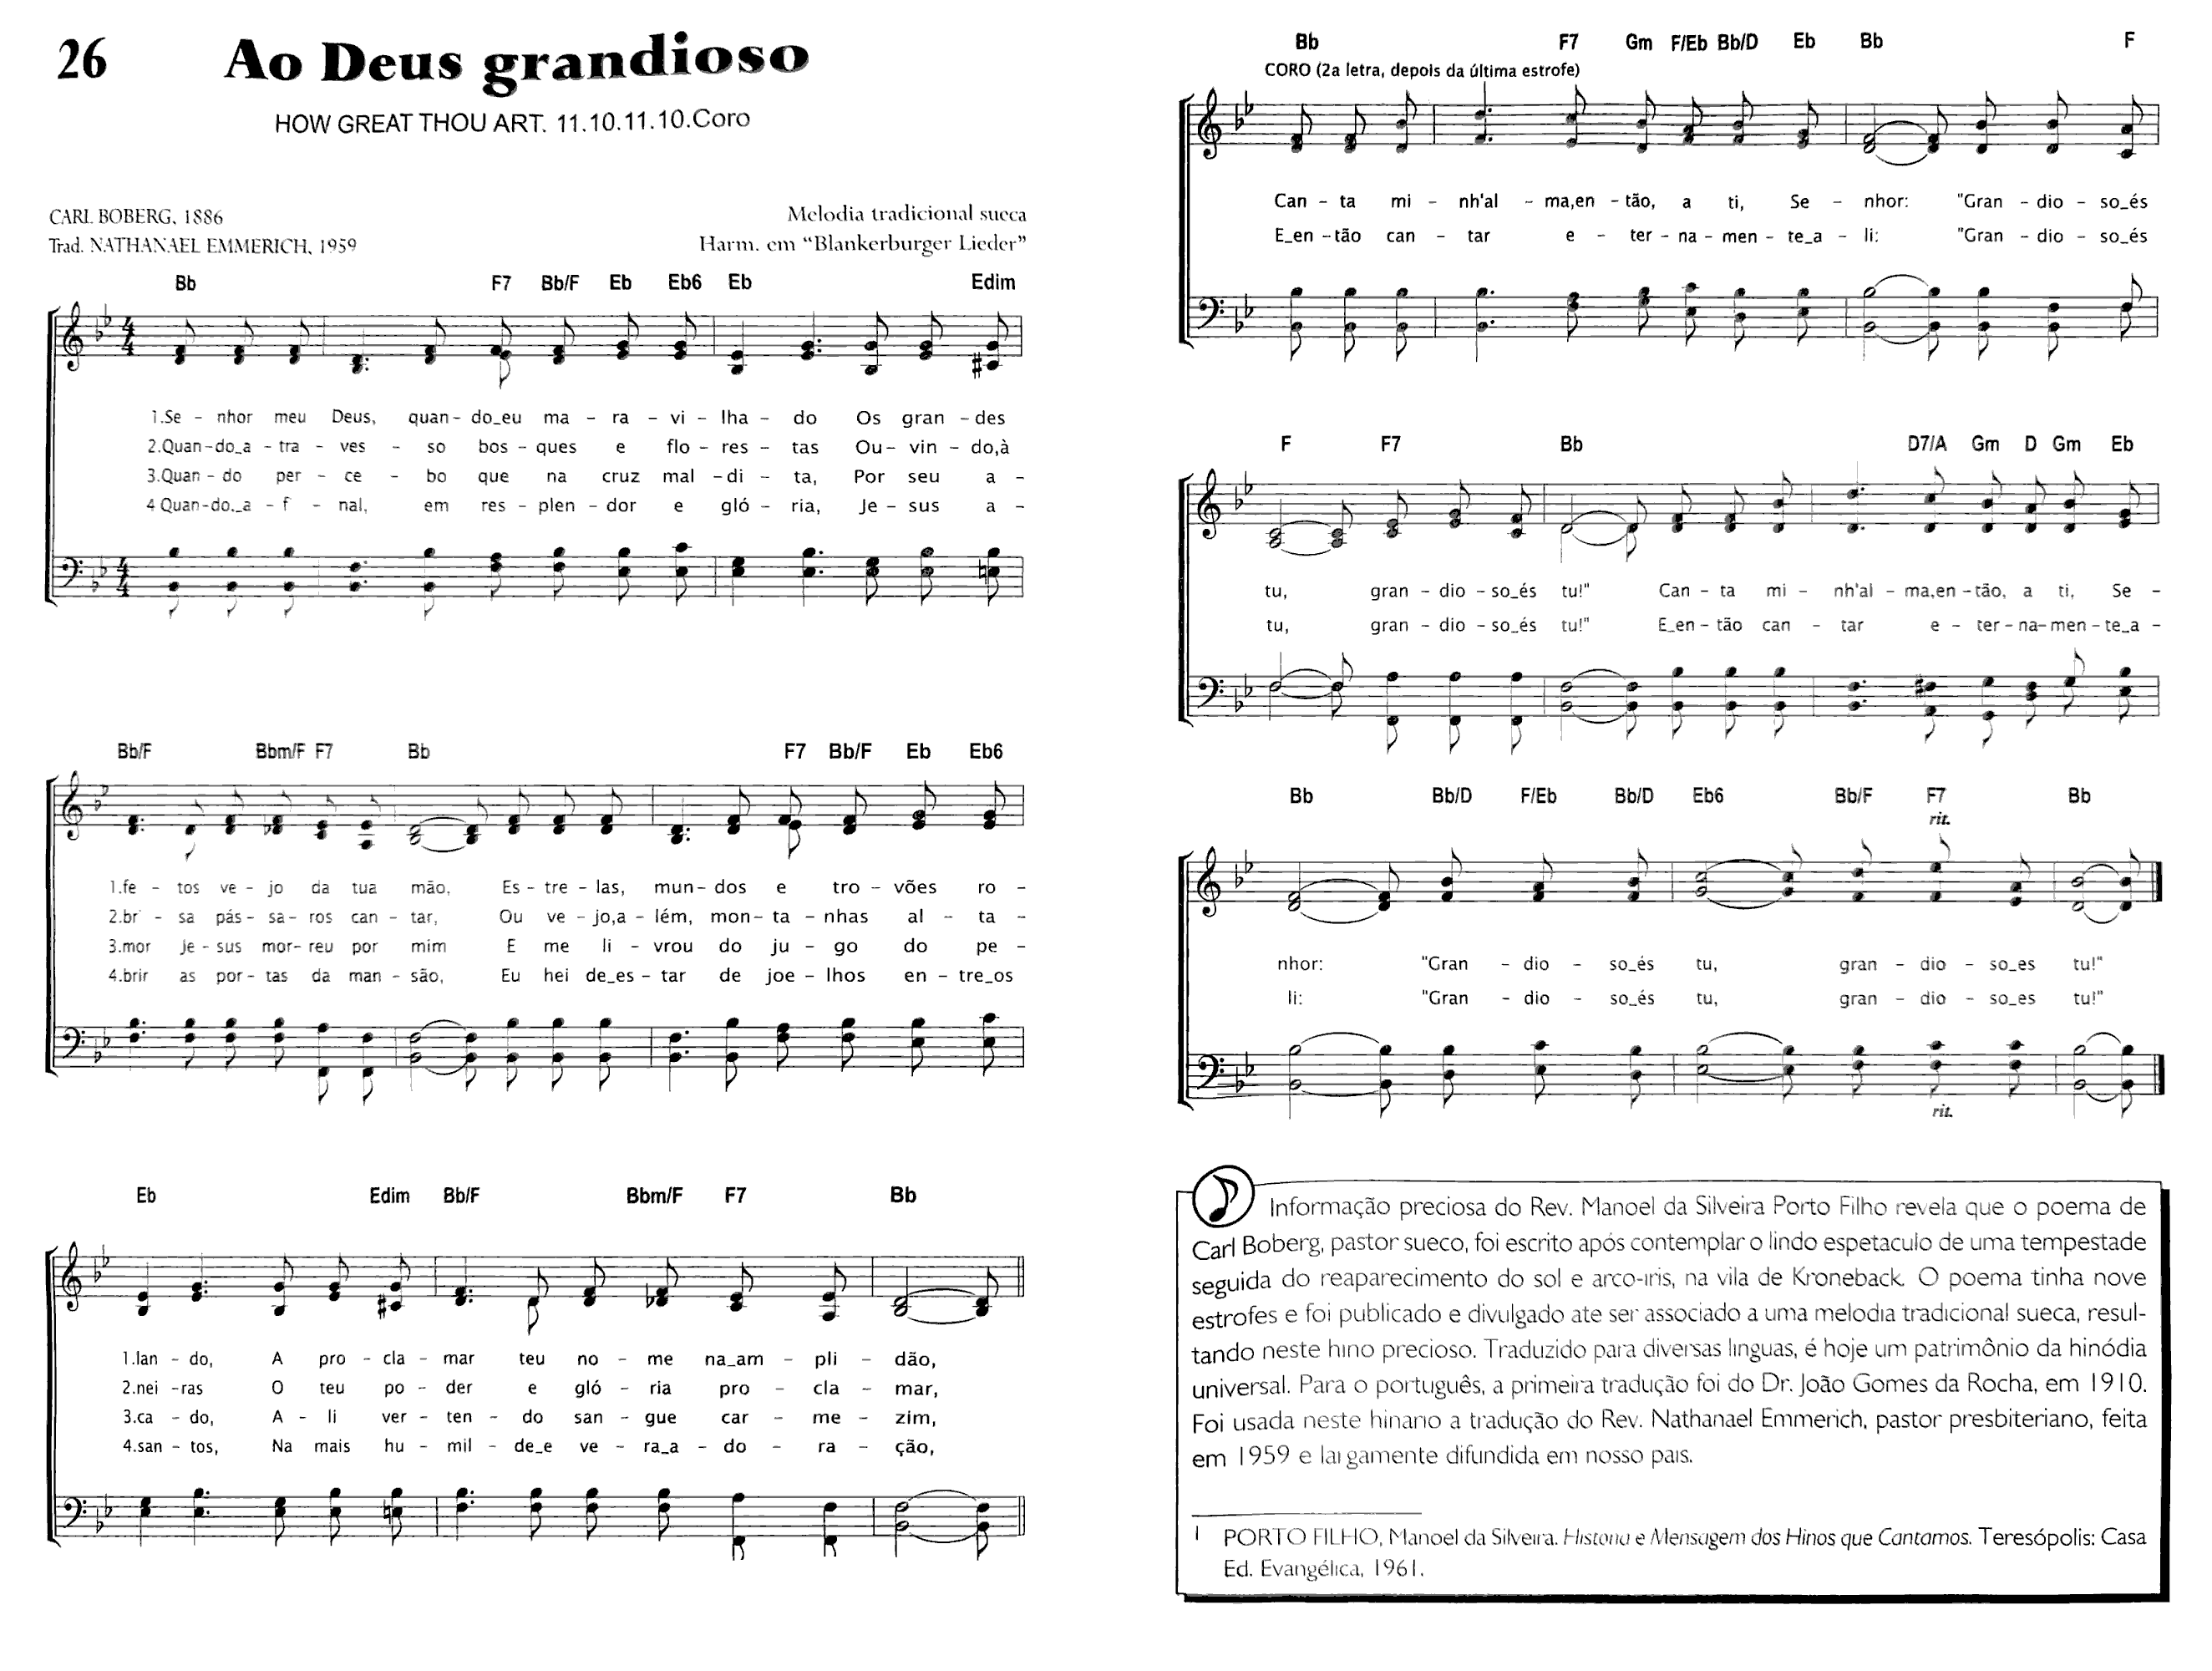 26 Ao Deus grandioso
HOW GREAT THOU ART. 11.10.11.10.Coro
CARL BOBERG, 1886
Trad. NATHANAEL EMMERICH, 1959
Melodia tradicional sueca
Harm. em “Blankerburger Lieder”
Bb F7 Bb/F Eb Eb6 Eb Edim
4 4
1.Se - nhor meu Deus, quan - do_eu ma - ra - vi - lha - do Os gran - des
2.Quan-do_a - tra - ves - so bos - ques e flo - res - tas Ou - vin - do,à
3.Quan - do per - ce - bo que na cruz mal - di - ta, Por seu a -
4 Quan-do._a - f - nal, em res - plen - dor e gló - ria, Je - sus a -
4 4
Bb/F Bbm/F F7 Bb F7 Bb/F Eb Eb6
1.fe - tos ve - jo da tua mão, Es - tre - las, mun - dos e tro - vões ro -
2.br - sa pás - sa - ros can - tar, Ou ve - jo,a - lém, mon - ta - nhas al - ta -
3.mor Je - sus mor - reu por mim E me li - vrou do ju - go do pe -
4.brir as por - tas da man - são, Eu hei de_es - tar de joe - lhos en - tre_os
Eb Edim Bb/F Bbm/F F7 Bb
1.lan - do, A pro - cla - mar teu no - me na_am - pli - dão,
2.nei - ras O teu po - der e gló - ria pro - cla - mar,
3.ca - do, A - li ver - ten - do san - gue car - me - zim,
4.san - tos, Na mais hu - mil - de_e ve - ra_a - do - ra - ção,
Bb F7 Gm F/Eb Bb/D Eb Bb F
CORO (2a letra, depois da última estrofe)
Can - ta mi - nh'al - ma,en - tão, a ti, Se - nhor: "Gran - dio - so_és
E_en - tão can - tar e - ter - na - men - te_a - li: "Gran - dio - so_és
F F7 Bb D7/A Gm D Gm Eb
tu, gran - dio - so_és tu!" Can - ta mi - nh'al - ma,en - tão, a ti, Se -
tu, gran - dio - so_és tu!" E_en - tão can - tar e - ter - na - men - te_a -
Bb Bb/D F/Eb Bb/D Eb6 Bb/F F7 Bb
rit.
nhor: "Gran - dio - so_és tu, gran - dio - so_es tu!"
li: "Gran - dio - so_és tu, gran - dio - so_es tu!"
rit.
Informação preciosa do Rev. Manoel da Silveira Porto Filho revela que o poema de
Carl Boberg, pastor sueco, foi escrito após contemplar o lindo espetaculo de uma tempestade
seguida do reaparecimento do sol e arco-iris, na vila de Kroneback. O poema tinha nove
estrofes e foi publicado e divulgado ate ser associado a uma melodia tradicional sueca, resul-
tando neste hino precioso. Traduzido para diversas linguas, é hoje um patrimônio da hinódia
universal. Para o português, a primeira tradução foi do Dr. João Gomes da Rocha, em 1910.
Foi usada neste hinario a tradução do Rev. Nathanael Emmerich, pastor presbiteriano, feita
em 1959 e largamente difundida em nosso pais.
1 PORTO FILHO, Manoel da Silveira. Historia e Mensagem dos Hinos que Cantamos. Teresópolis: Casa
Ed. Evangélica, 1961.